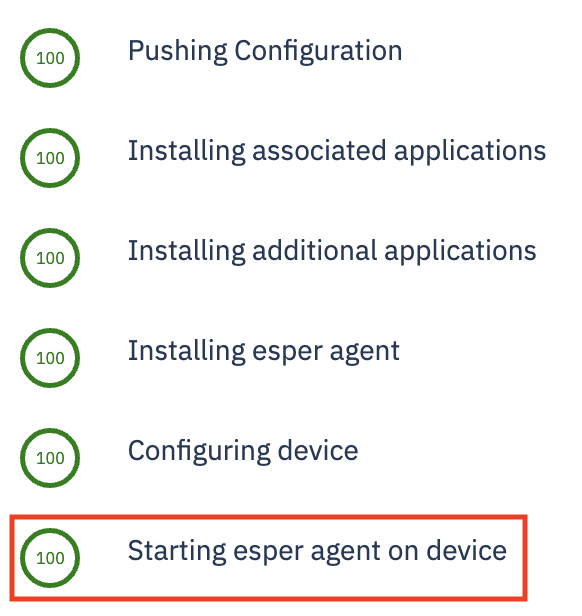 100 Pushing Configuration
100 Installing associated applications
100 Installing additional applications
100 Installing esper agent
100 Configuring device
100 Starting esper agent on device